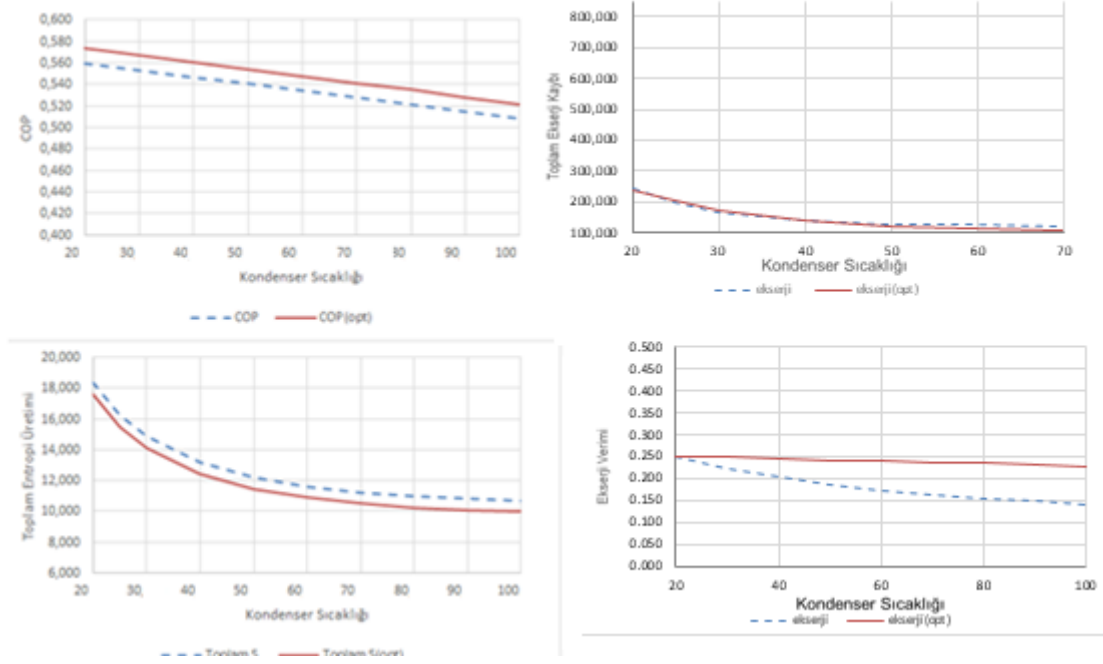 0,600
0,580
0,560
0,540
0,520
0,500
0,480
0,460
0,440
0,420
0,400
COP
20 30 40 50 60 70 80 90 100
Kondenser Sıcaklığı
COP COP(opt)
800,000
700,000
600,000
500,000
400,000
300,000
200,000
100,000
Toplam Ekserji Kaybı
20 30 40 50 60 70
Kondenser Sıcaklığı
ekserji ekserji(opt)
20,000
18,000
16,000
14,000
12,000
10,000
8,000
6,000
Toplam Entropi Üretimi
20 30, 40 50 60 70 80 90 100
Kondenser Sıcaklığı
Toplam S Toplam S(opt)
0.500
0.450
0.400
0.350
0.300
0.250
0.200
0.150
0.100
0.050
0.000
Ekserji Verimi
20 40 60 80 100
Kondenser Sıcaklığı
ekserji ekserji(opt)